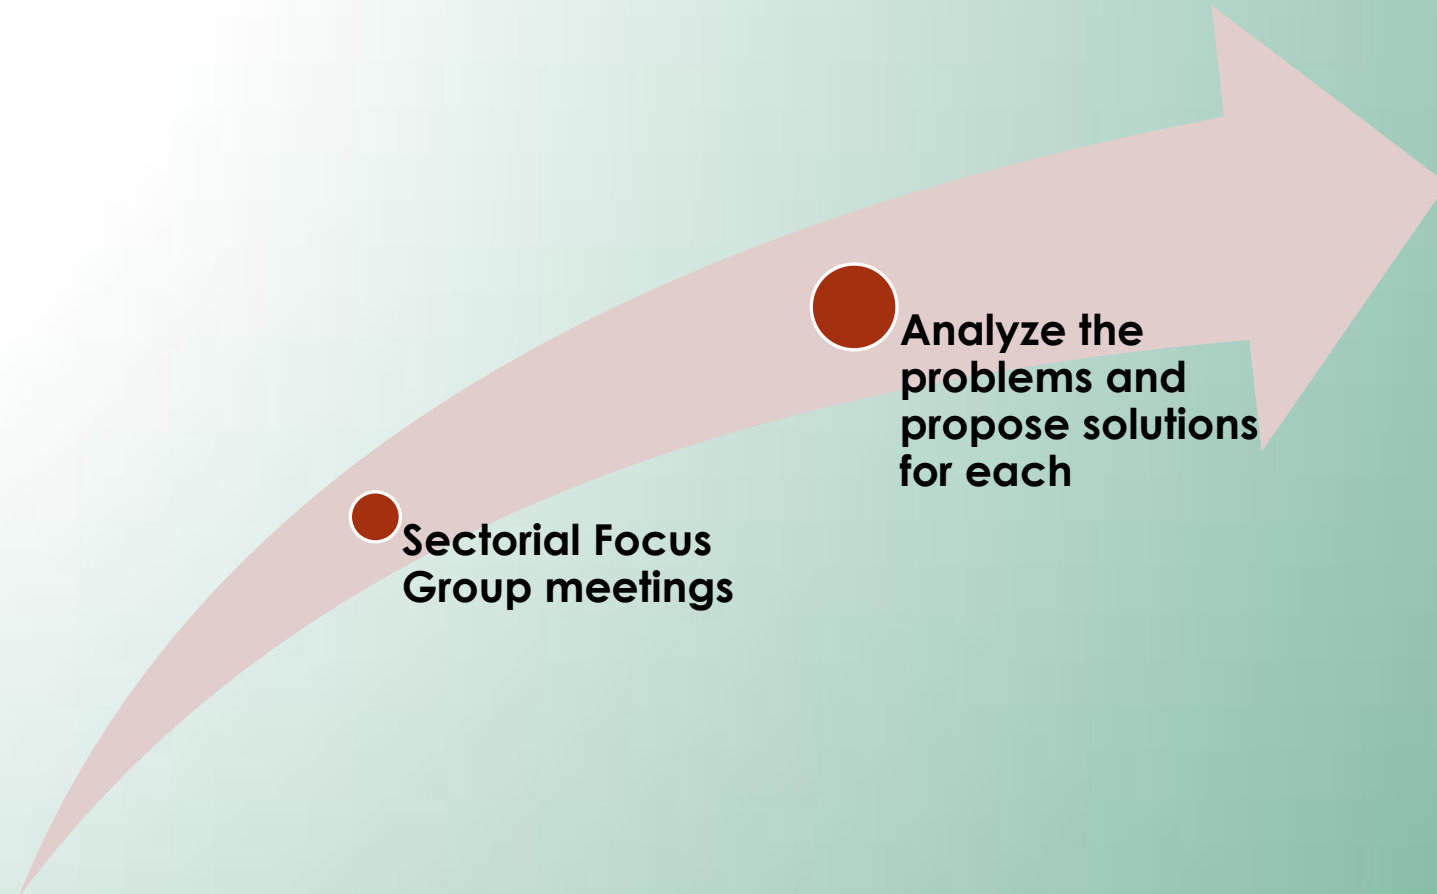 Analyze the
problems and
propose solutions
for each
Sectorial Focus
Group meetings